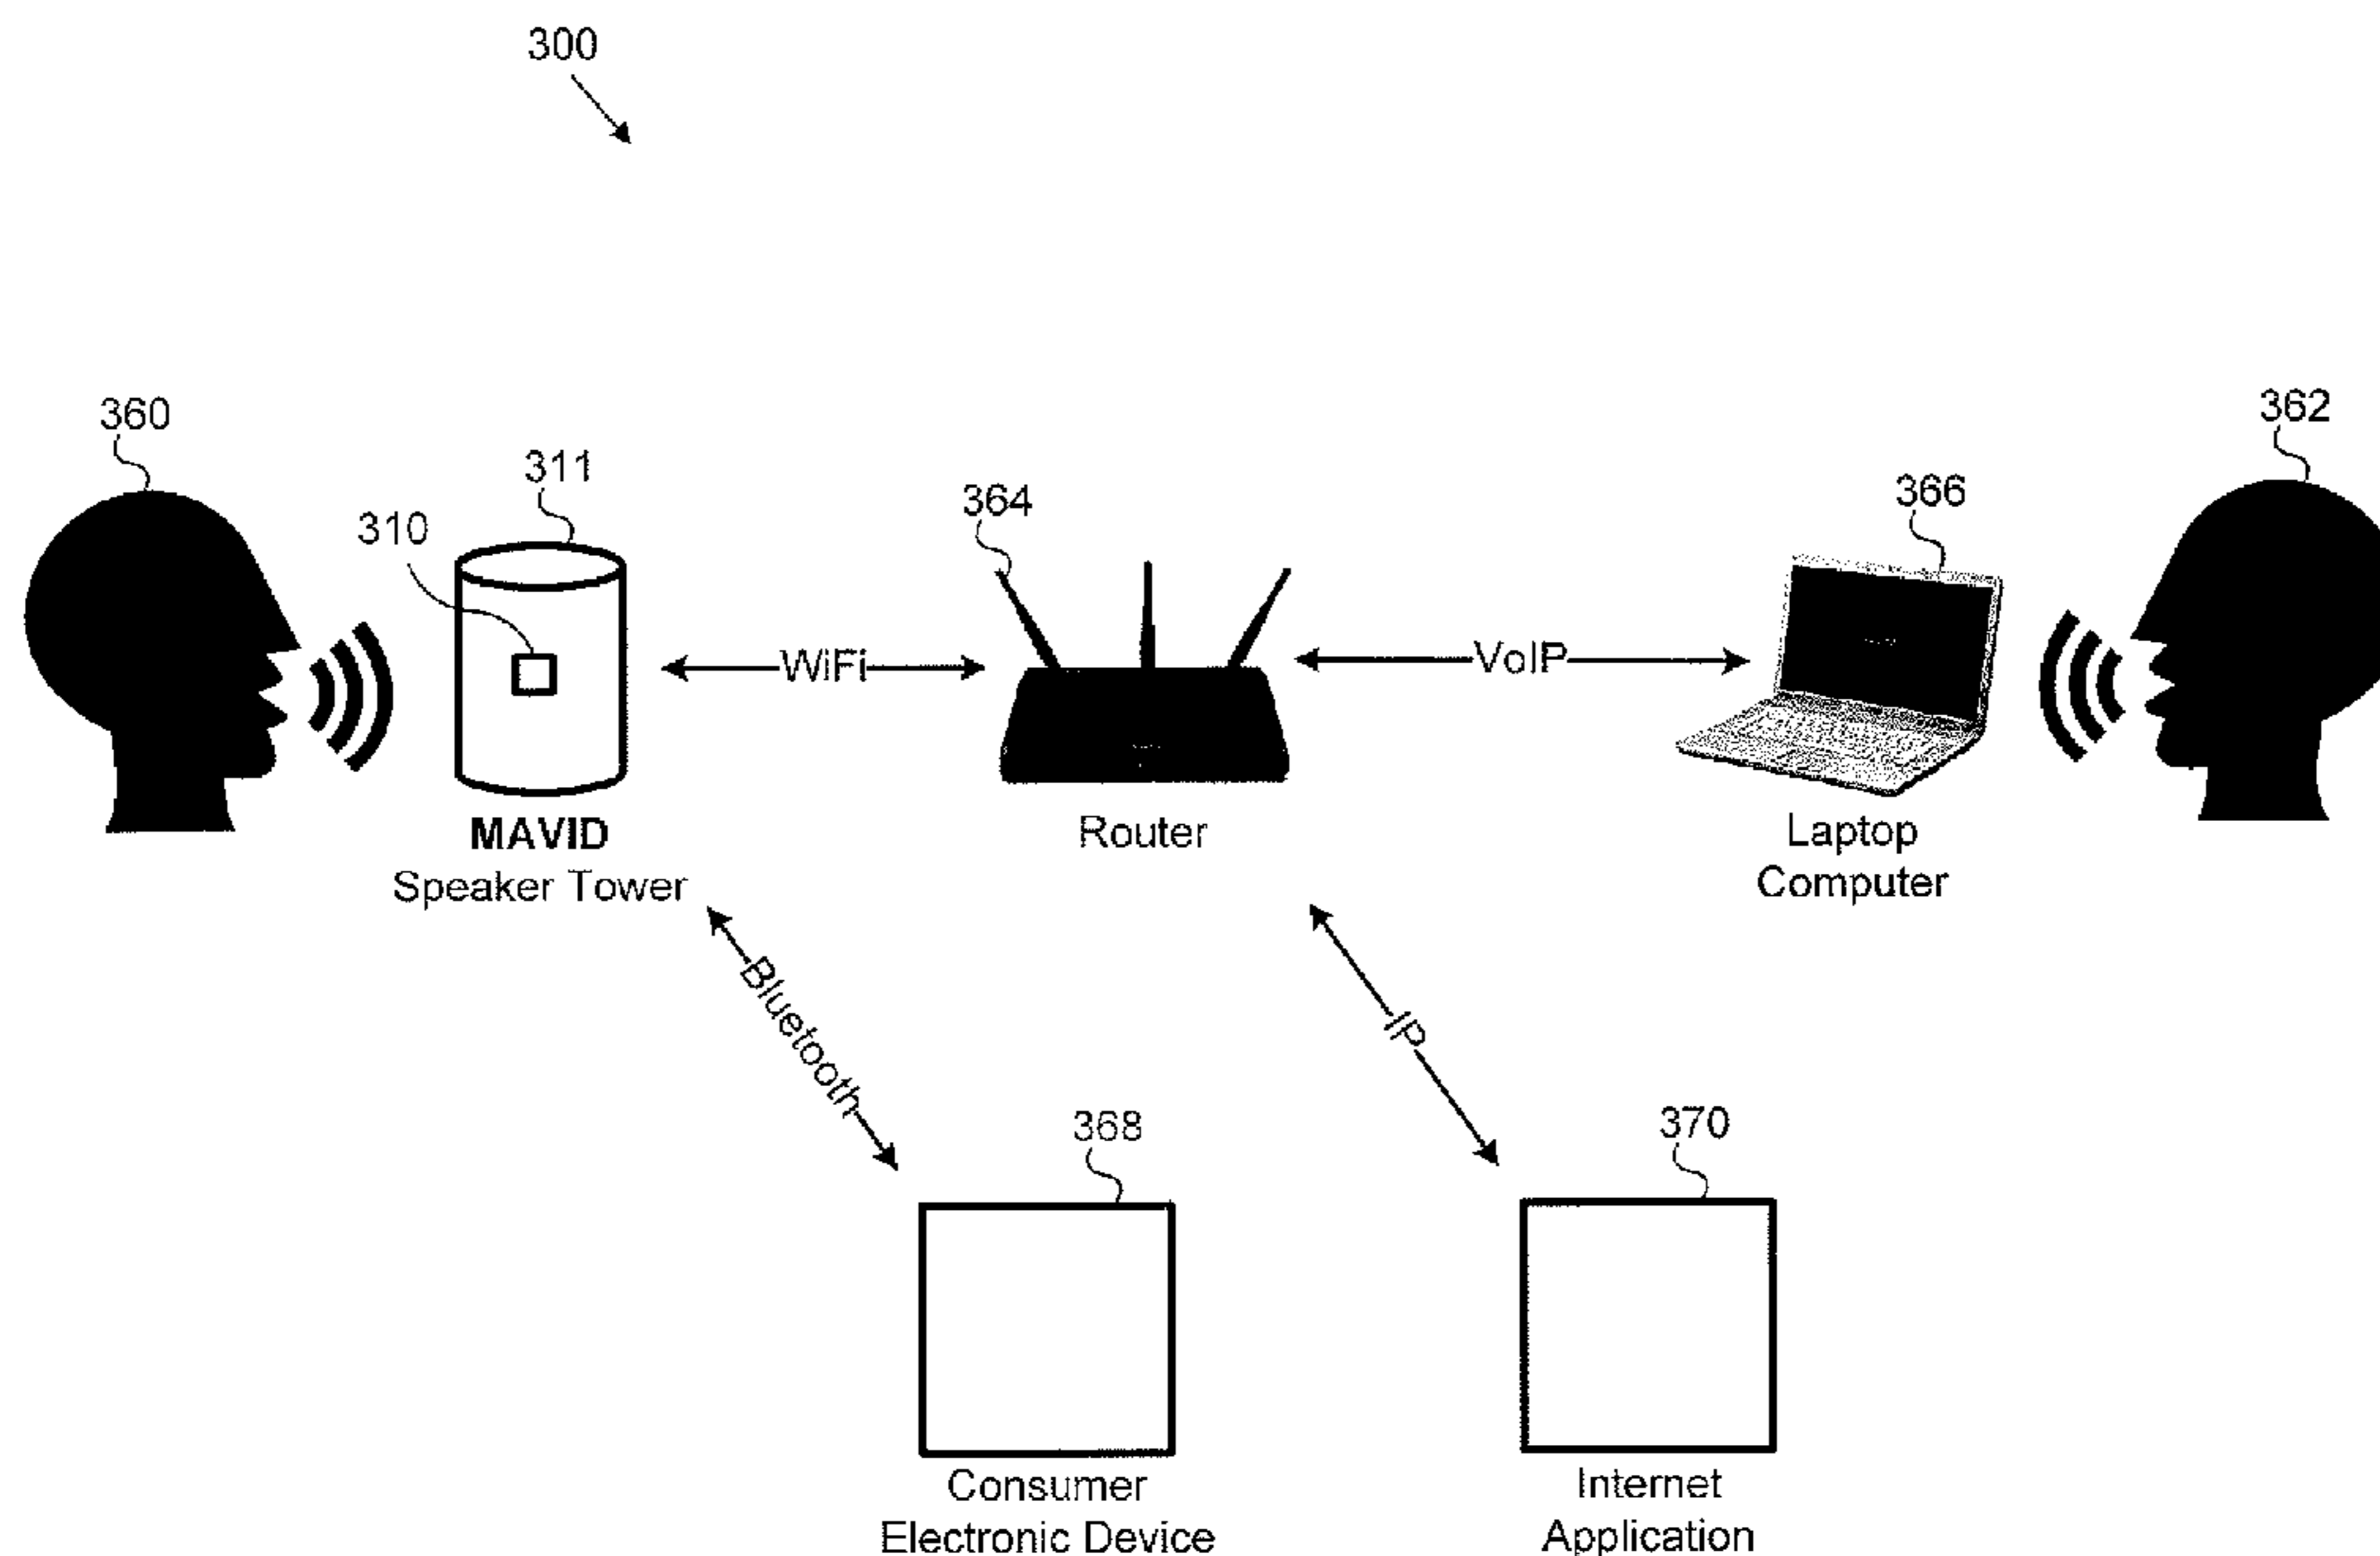 300
360
311
310
364
366
362
WiFi
VoIP
MAVID
Speaker Tower
Router
Laptop
Computer
Bluetooth
IP
368
370
Consumer
Electronic Device
Internet
Application